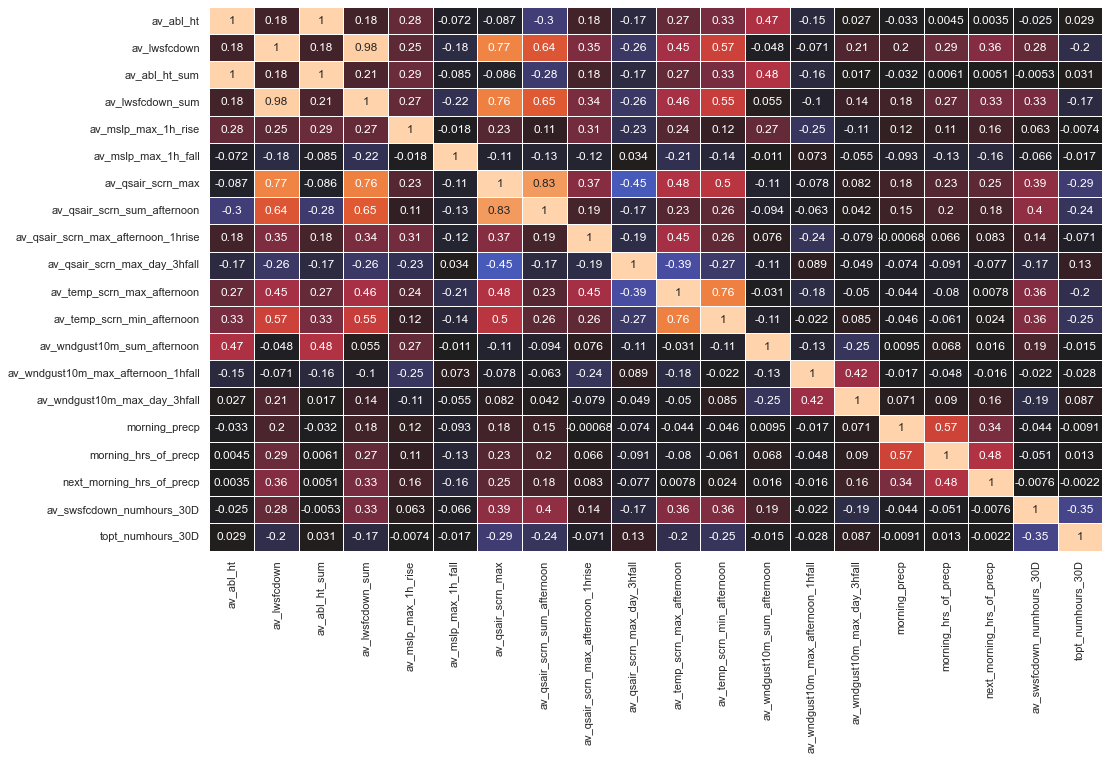 av_abl_ht 1 0.18 1 0.18 0.28 -0.072 -0.087 -0.3 0.18 -0.17 0.27 0.33 0.47 -0.15 0.027 -0.033 0.0045 0.0035 -0.025 0.029
av_lwsfcdown 0.18 1 0.18 0.98 0.25 -0.18 0.77 0.64 0.35 -0.26 0.45 0.57 -0.048 -0.071 0.21 0.2 0.29 0.36 0.28 -0.2
av_abl_ht_sum 1 0.18 1 0.21 0.29 -0.085 -0.086 -0.28 0.18 -0.17 0.27 0.33 0.48 -0.16 0.017 -0.032 0.0061 0.0051 -0.0053 0.031
av_lwsfcdown_sum 0.18 0.98 0.21 1 0.27 -0.22 0.76 0.65 0.34 -0.26 0.46 0.55 0.055 -0.1 0.14 0.18 0.27 0.33 0.33 -0.17
av_mslp_max_1h_rise 0.28 0.25 0.29 0.27 1 -0.018 0.23 0.11 0.31 -0.23 0.24 0.12 0.27 -0.25 -0.11 0.12 0.11 0.16 0.063 -0.0074
av_mslp_max_1h_fall -0.072 -0.18 -0.085 -0.22 -0.018 1 -0.11 -0.13 -0.12 0.034 -0.21 -0.14 -0.011 0.073 -0.055 -0.093 -0.13 -0.16 -0.066 -0.017
av_qsair_scrn_max -0.087 0.77 -0.086 0.76 0.23 -0.11 1 0.83 0.37 -0.45 0.48 0.5 -0.11 -0.078 0.082 0.18 0.23 0.25 0.39 -0.29
av_qsair_scrn_sum_afternoon -0.3 0.64 -0.28 0.65 0.11 -0.13 0.83 1 0.19 -0.17 0.23 0.26 -0.094 -0.063 0.042 0.15 0.2 0.18 0.4 -0.24
av_qsair_scrn_max_afternoon_1hrise 0.18 0.35 0.18 0.34 0.31 -0.12 0.37 0.19 1 -0.19 0.45 0.26 0.076 -0.24 -0.079 -0.00068 0.066 0.083 0.14 -0.071
av_qsair_scrn_max_day_3hfall -0.17 -0.26 -0.17 -0.26 -0.23 0.034 -0.45 -0.17 -0.19 1 -0.39 -0.27 -0.11 0.089 -0.049 -0.074 -0.091 -0.077 -0.17 0.13
av_temp_scrn_max_afternoon 0.27 0.45 0.27 0.46 0.24 -0.21 0.48 0.23 0.45 -0.39 1 0.76 -0.031 -0.18 -0.05 -0.044 -0.08 0.0078 0.36 -0.2
av_temp_scrn_min_afternoon 0.33 0.57 0.33 0.55 0.12 -0.14 0.5 0.26 0.26 -0.27 0.76 1 -0.11 -0.022 0.085 -0.046 -0.061 0.024 0.36 -0.25
av_wndgust10m_sum_afternoon 0.47 -0.048 0.48 0.055 0.27 -0.011 -0.11 -0.094 0.076 -0.11 -0.031 -0.11 1 -0.13 -0.25 0.0095 0.068 0.016 0.19 -0.015
av_wndgust10m_max_afternoon_1hfall -0.15 -0.071 -0.16 -0.1 -0.25 0.073 -0.078 -0.063 -0.24 0.089 -0.18 -0.022 -0.13 1 0.42 -0.017 -0.048 -0.016 -0.022 -0.028
av_wndgust10m_max_day_3hfall 0.027 0.21 0.017 0.14 -0.11 -0.055 0.082 0.042 -0.079 -0.049 -0.05 0.085 -0.25 0.42 1 0.071 0.09 0.16 -0.19 0.087
morning_precp -0.033 0.2 -0.032 0.18 0.12 -0.093 0.18 0.15 -0.00068 -0.074 -0.044 -0.046 0.0095 -0.017 0.071 1 0.57 0.34 -0.044 -0.0091
morning_hrs_of_precp 0.0045 0.29 0.0061 0.27 0.11 -0.13 0.23 0.2 0.066 -0.091 -0.08 -0.061 0.068 -0.048 0.09 0.57 1 0.48 -0.051 0.013
next_morning_hrs_of_precp 0.0035 0.36 0.0051 0.33 0.16 -0.16 0.25 0.18 0.083 -0.077 0.0078 0.024 0.016 -0.016 0.16 0.34 0.48 1 -0.0076 -0.0022
av_swsfcdown_numhours_30D -0.025 0.28 -0.0053 0.33 0.063 -0.066 0.39 0.4 0.14 -0.17 0.36 0.36 0.19 -0.022 -0.19 -0.044 -0.051 -0.0076 1 -0.35
topt_numhours_30D 0.029 -0.2 0.031 -0.17 -0.0074 -0.017 -0.29 -0.24 -0.071 0.13 -0.2 -0.25 -0.015 -0.028 0.087 -0.0091 0.013 -0.0022 -0.35 1
av_abl_ht
av_lwsfcdown
av_abl_ht_sum
av_lwsfcdown_sum
av_mslp_max_1h_rise
av_mslp_max_1h_fall
av_qsair_scrn_max
av_qsair_scrn_sum_afternoon
av_qsair_scrn_max_afternoon_1hrise
av_qsair_scrn_max_day_3hfall
av_temp_scrn_max_afternoon
av_temp_scrn_min_afternoon
av_wndgust10m_sum_afternoon
av_wndgust10m_max_afternoon_1hfall
av_wndgust10m_max_day_3hfall
morning_precp
morning_hrs_of_precp
next_morning_hrs_of_precp
av_swsfcdown_numhours_30D
topt_numhours_30D